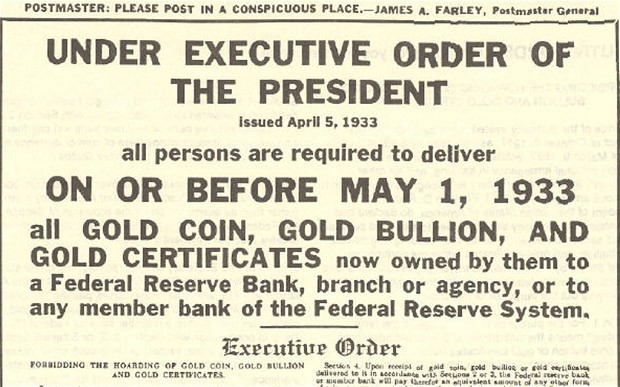 POSTMASTER: PLEASE POST IN A CONSPICUOUS PLACE.—JAMES A. FARLEY, Postmaster General
UNDER EXECUTIVE ORDER OF
THE PRESIDENT
issued April 5, 1933
all persons are required to deliver
ON OR BEFORE MAY 1, 1933
all GOLD COIN, GOLD BULLION, AND
GOLD CERTIFICATES now owned by them to
a Federal Reserve Bank, branch or agency, or to
any member bank of the Federal Reserve System.
Executive Order
FORBIDDING THE HOARDING OF GOLD COIN, GOLD BULLION
AND GOLD CERTIFICATES.
Section 4. Upon receipt of gold coin, gold bullion or gold certificates
delivered to it in accordance with Sections 2 or 3, the Federal reserve bank
or member bank will pay therefor an equivalent amount of any other form